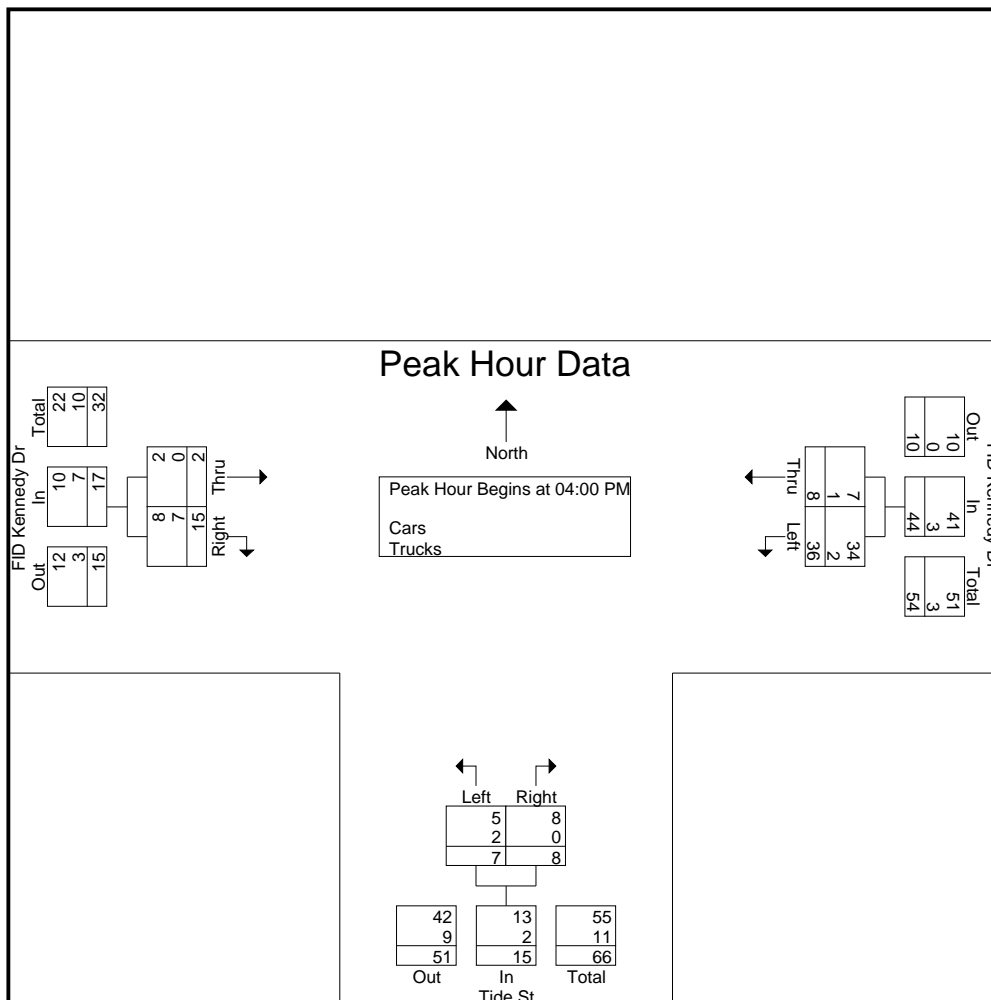 Peak Hour Data
North
Peak Hour Begins at 04:00 PM
Cars
Trucks
FID Kennedy Dr
Total
22
10
32
In
10
7
17
Out
12
3
15
Thru
2
0
2
Right
8
7
15
Thru
7
1
8
Left
34
2
36
Out
10
0
10
In
41
3
44
Total
51
3
54
Kennedy Dr
Left Right
5 8
2 0
7 8
42 13 55
9 2 11
51 15 66
Out In Total
Tide St